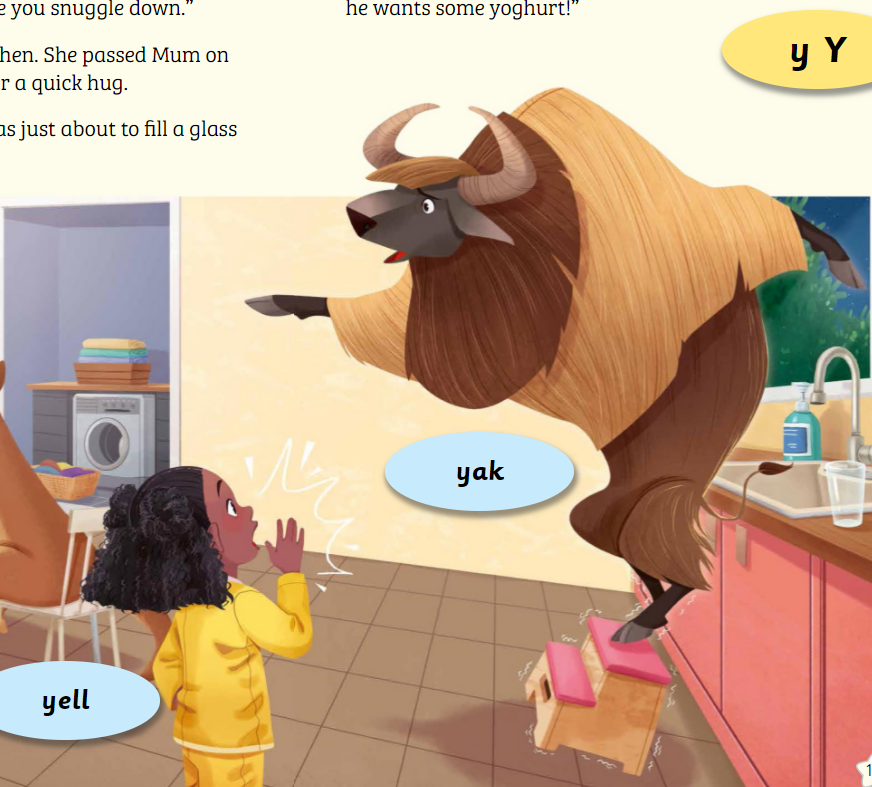 e you snuggle down.”
hen. She passed Mum on
r a quick hug.
as just about to fill a glass
he wants some yoghurt!”
y Y
yak
yell
1